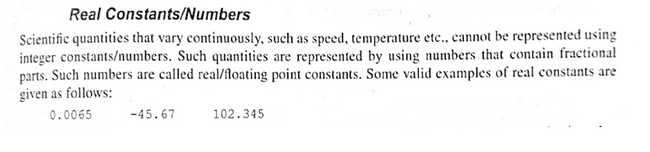 Real Constants/Numbers
Scientific quantities that vary continuously, such as speed, temperature etc.. cannot be represented using
integer constants/numbers. Such quantities are represented by using numbers that contain fractional
parts. Such numbers are called real/floating point constants. Some valid examples of real constants are
given as follows:
0.0065 -45.67 102.345